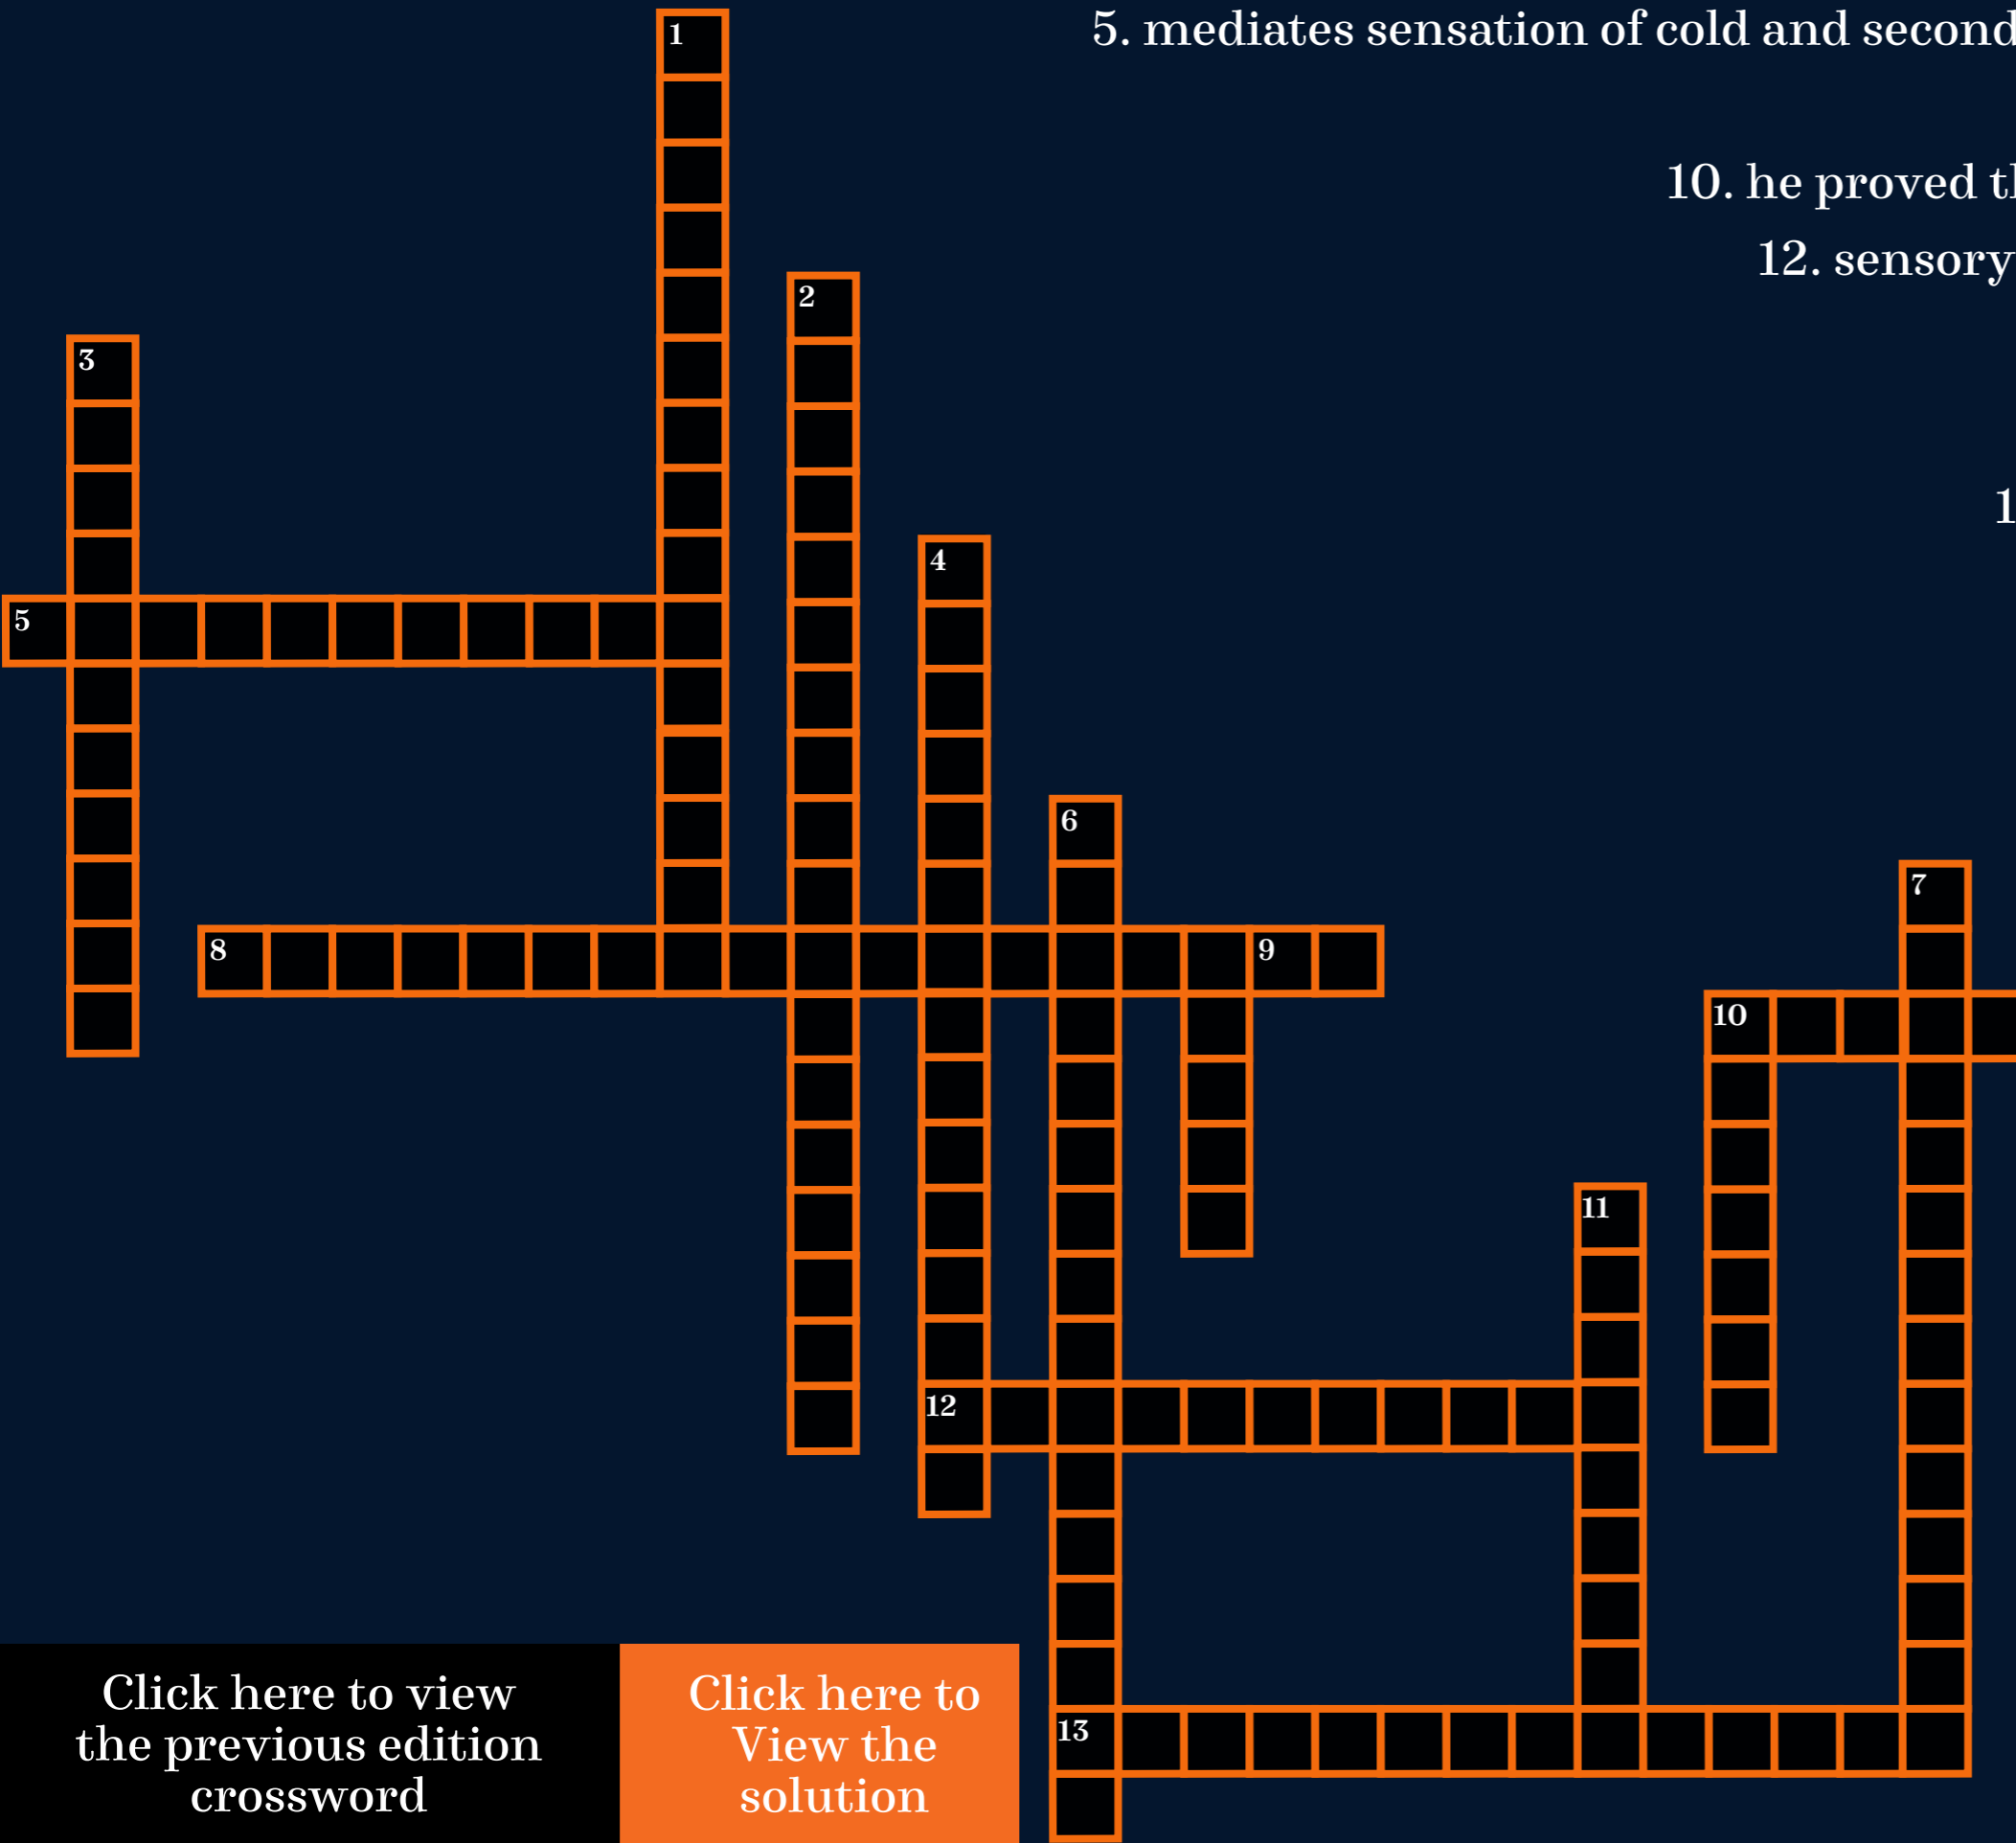 1
5. mediates sensation of cold and second
10. he proved
12. sensory
2
3
1
4
5
6
7
8
9
10
11
12
13
Click here to view
the previous edition
crossword
Click here to
View the
solution